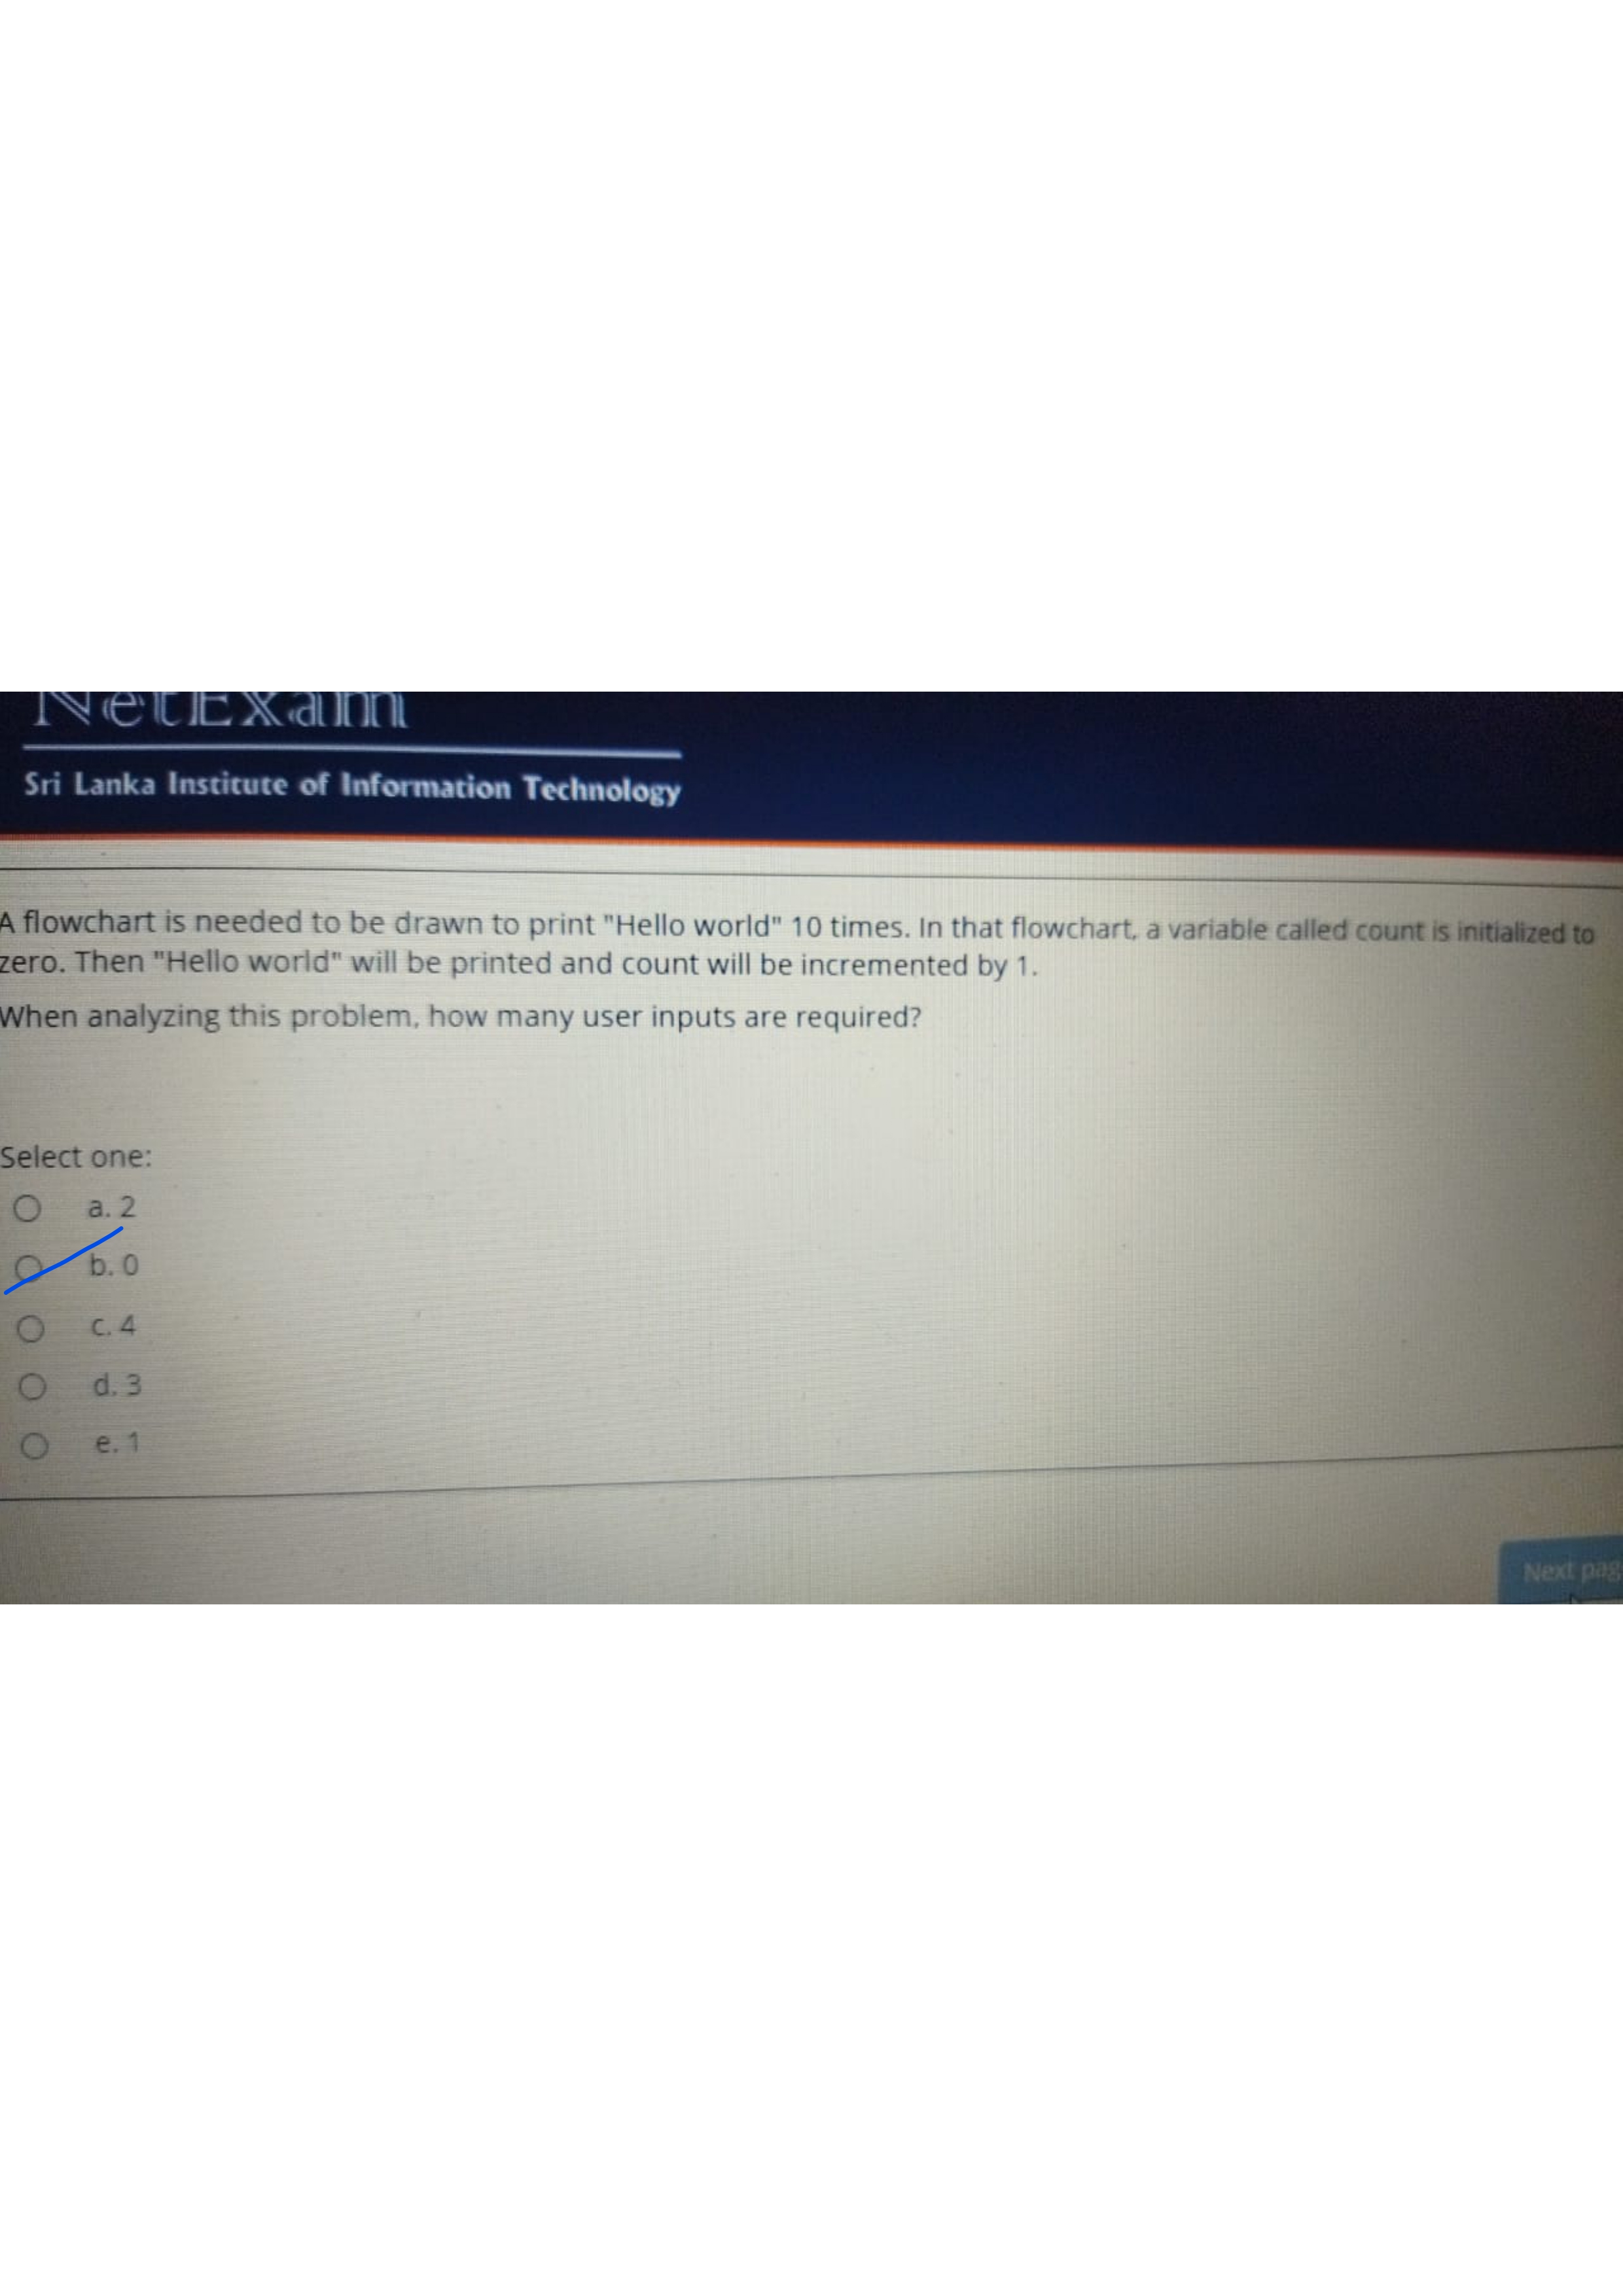 NetExam
Sri Lanka Institute of Information Technology
A flowchart is needed to be drawn to print "Hello world" 10 times. In that flowchart, a variable called count is initialized to
zero. Then "Hello world" will be printed and count will be incremented by 1.
When analyzing this problem, how many user inputs are required?
Select one:
a. 2
b. 0
c. 4
d. 3
e. 1
Next pag